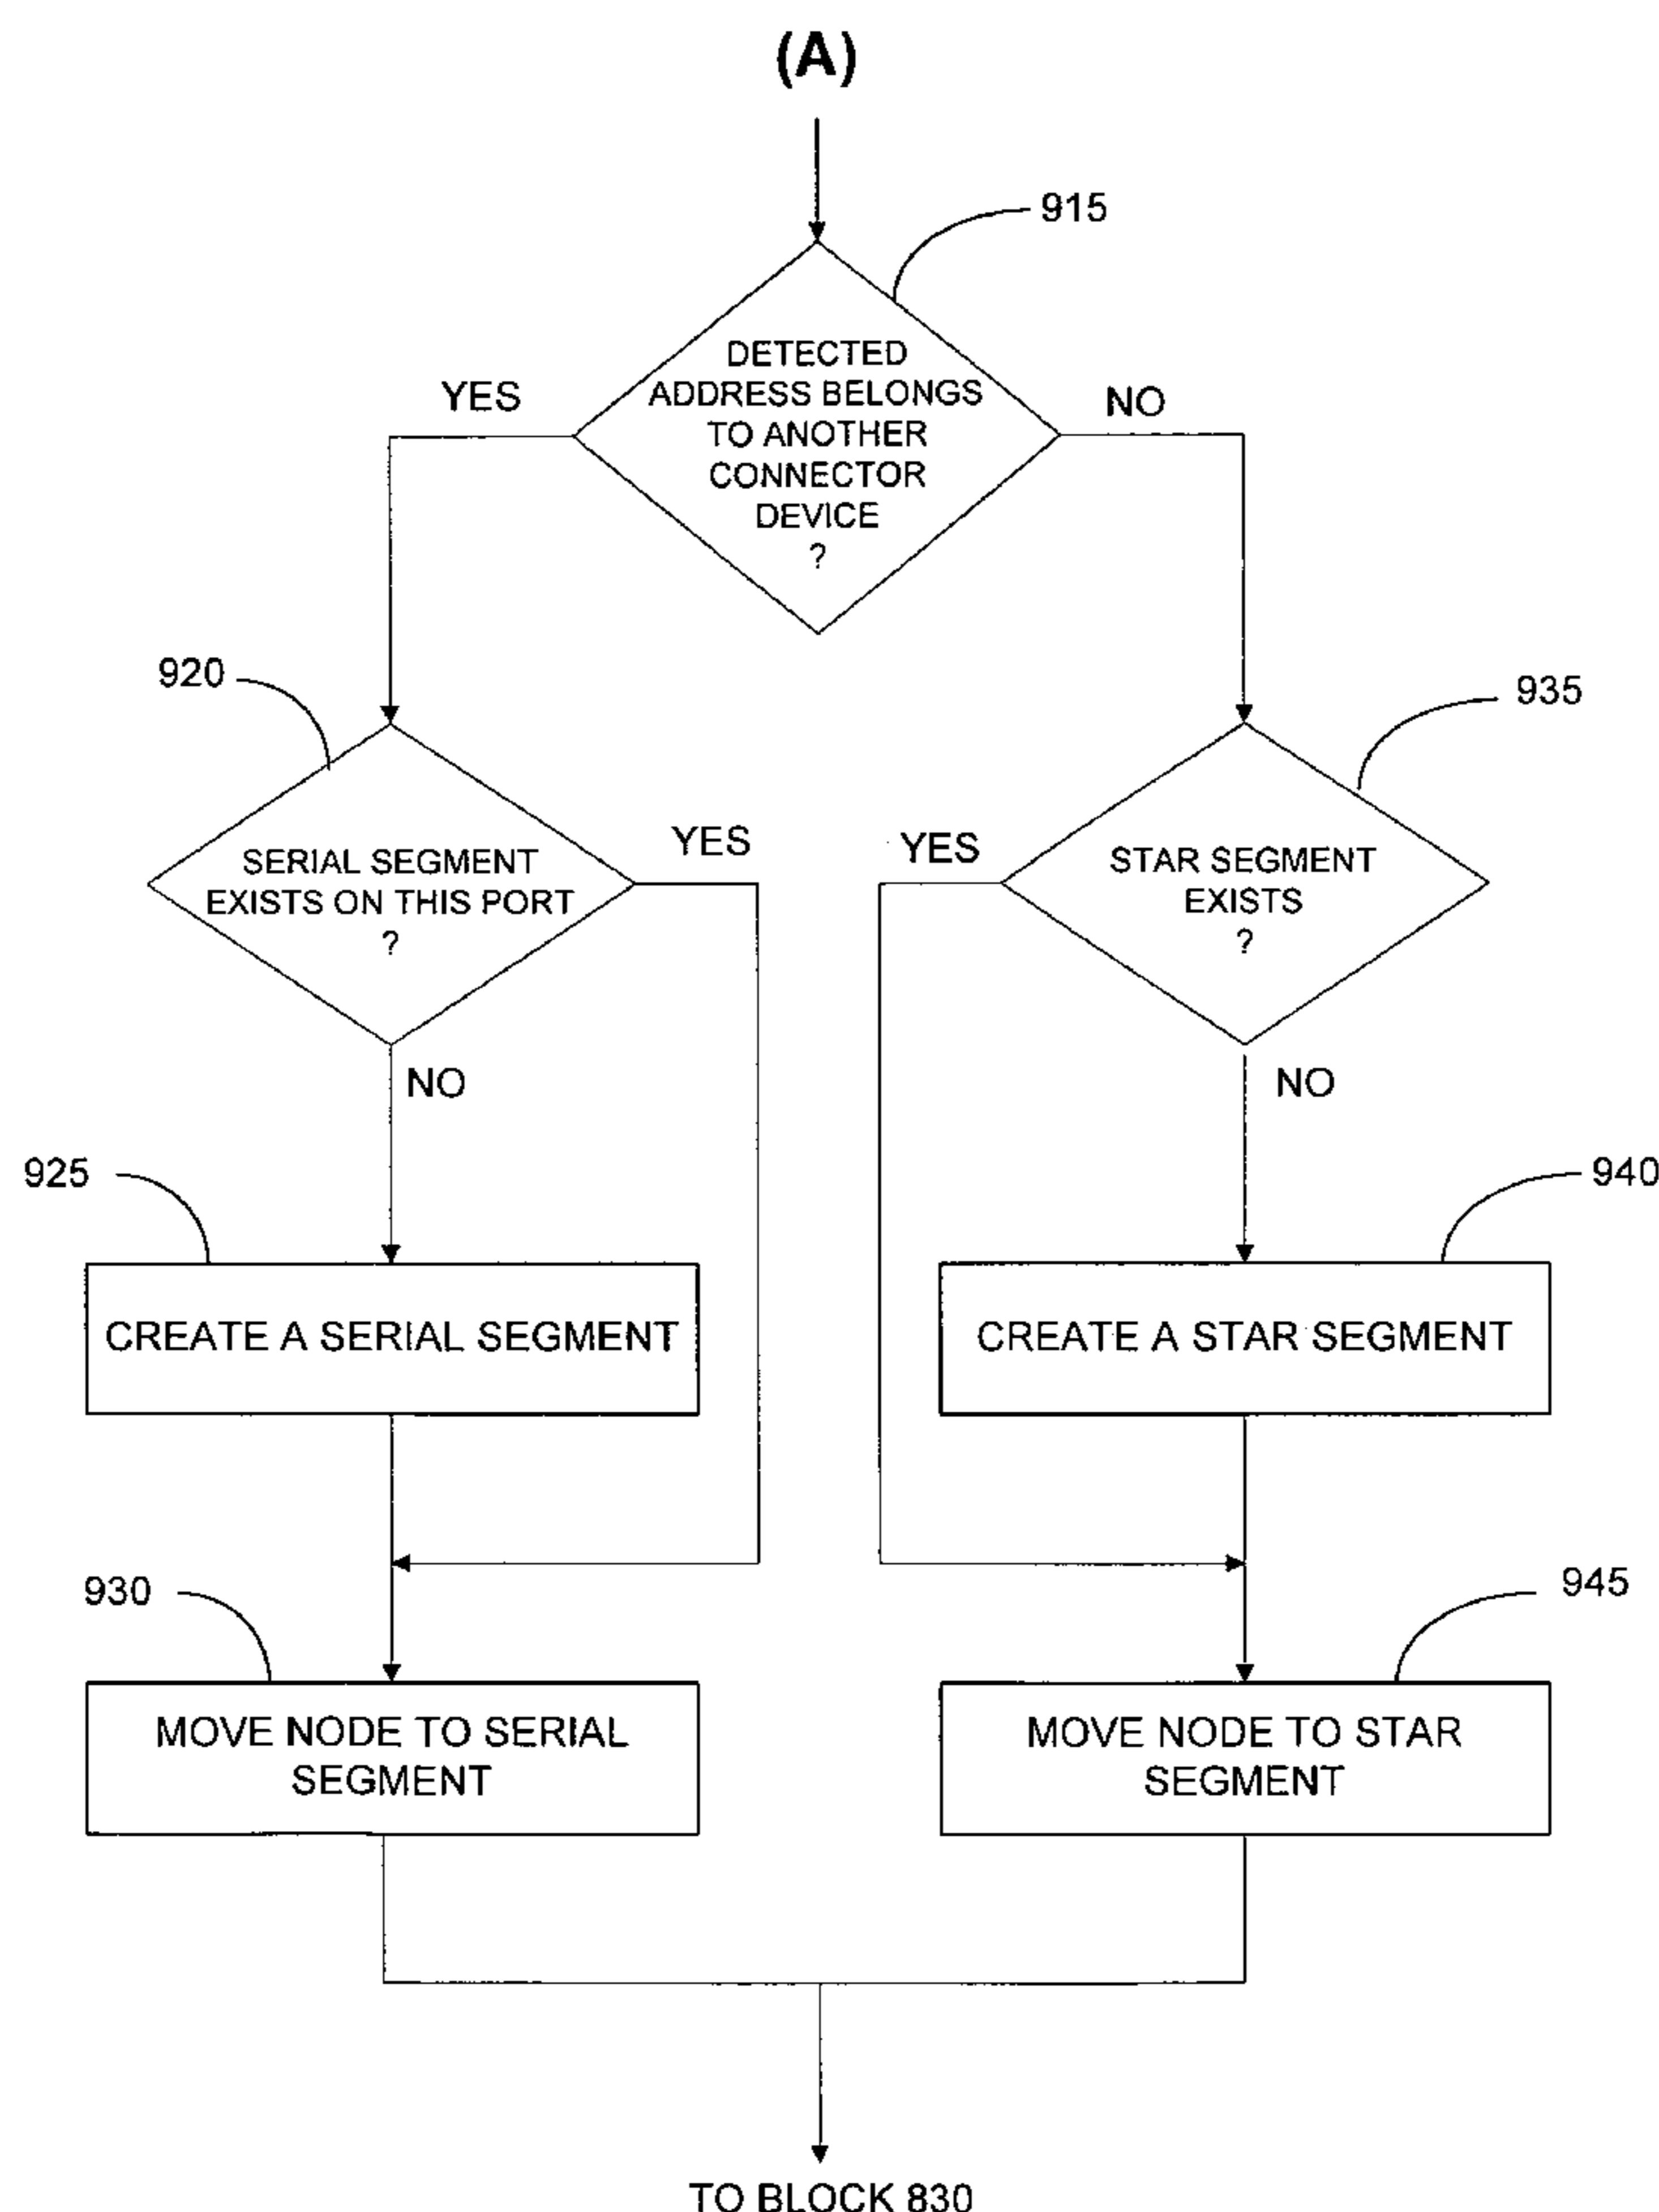 (A)
915
DETECTED
ADDRESS BELONGS
TO ANOTHER
CONNECTOR
DEVICE
?
YES
NO
920
935
SERIAL SEGMENT
EXISTS ON THIS PORT
?
YES
YES
STAR SEGMENT
EXISTS
?
NO
NO
925
940
CREATE A SERIAL SEGMENT
CREATE A STAR SEGMENT
930
945
MOVE NODE TO SERIAL
SEGMENT
MOVE NODE TO STAR
SEGMENT
TO BLOCK 830